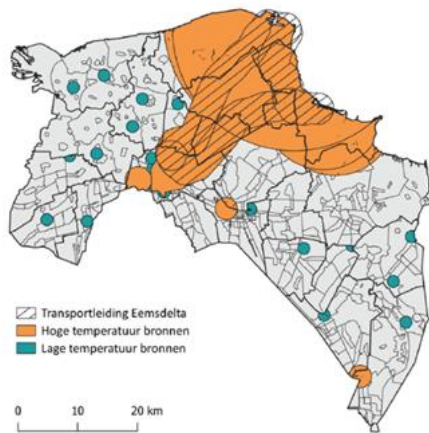 Transportleiding Eemsdelta
Hoge temperatuur bronnen
Lage temperatuur bronnen
0 10 20 km